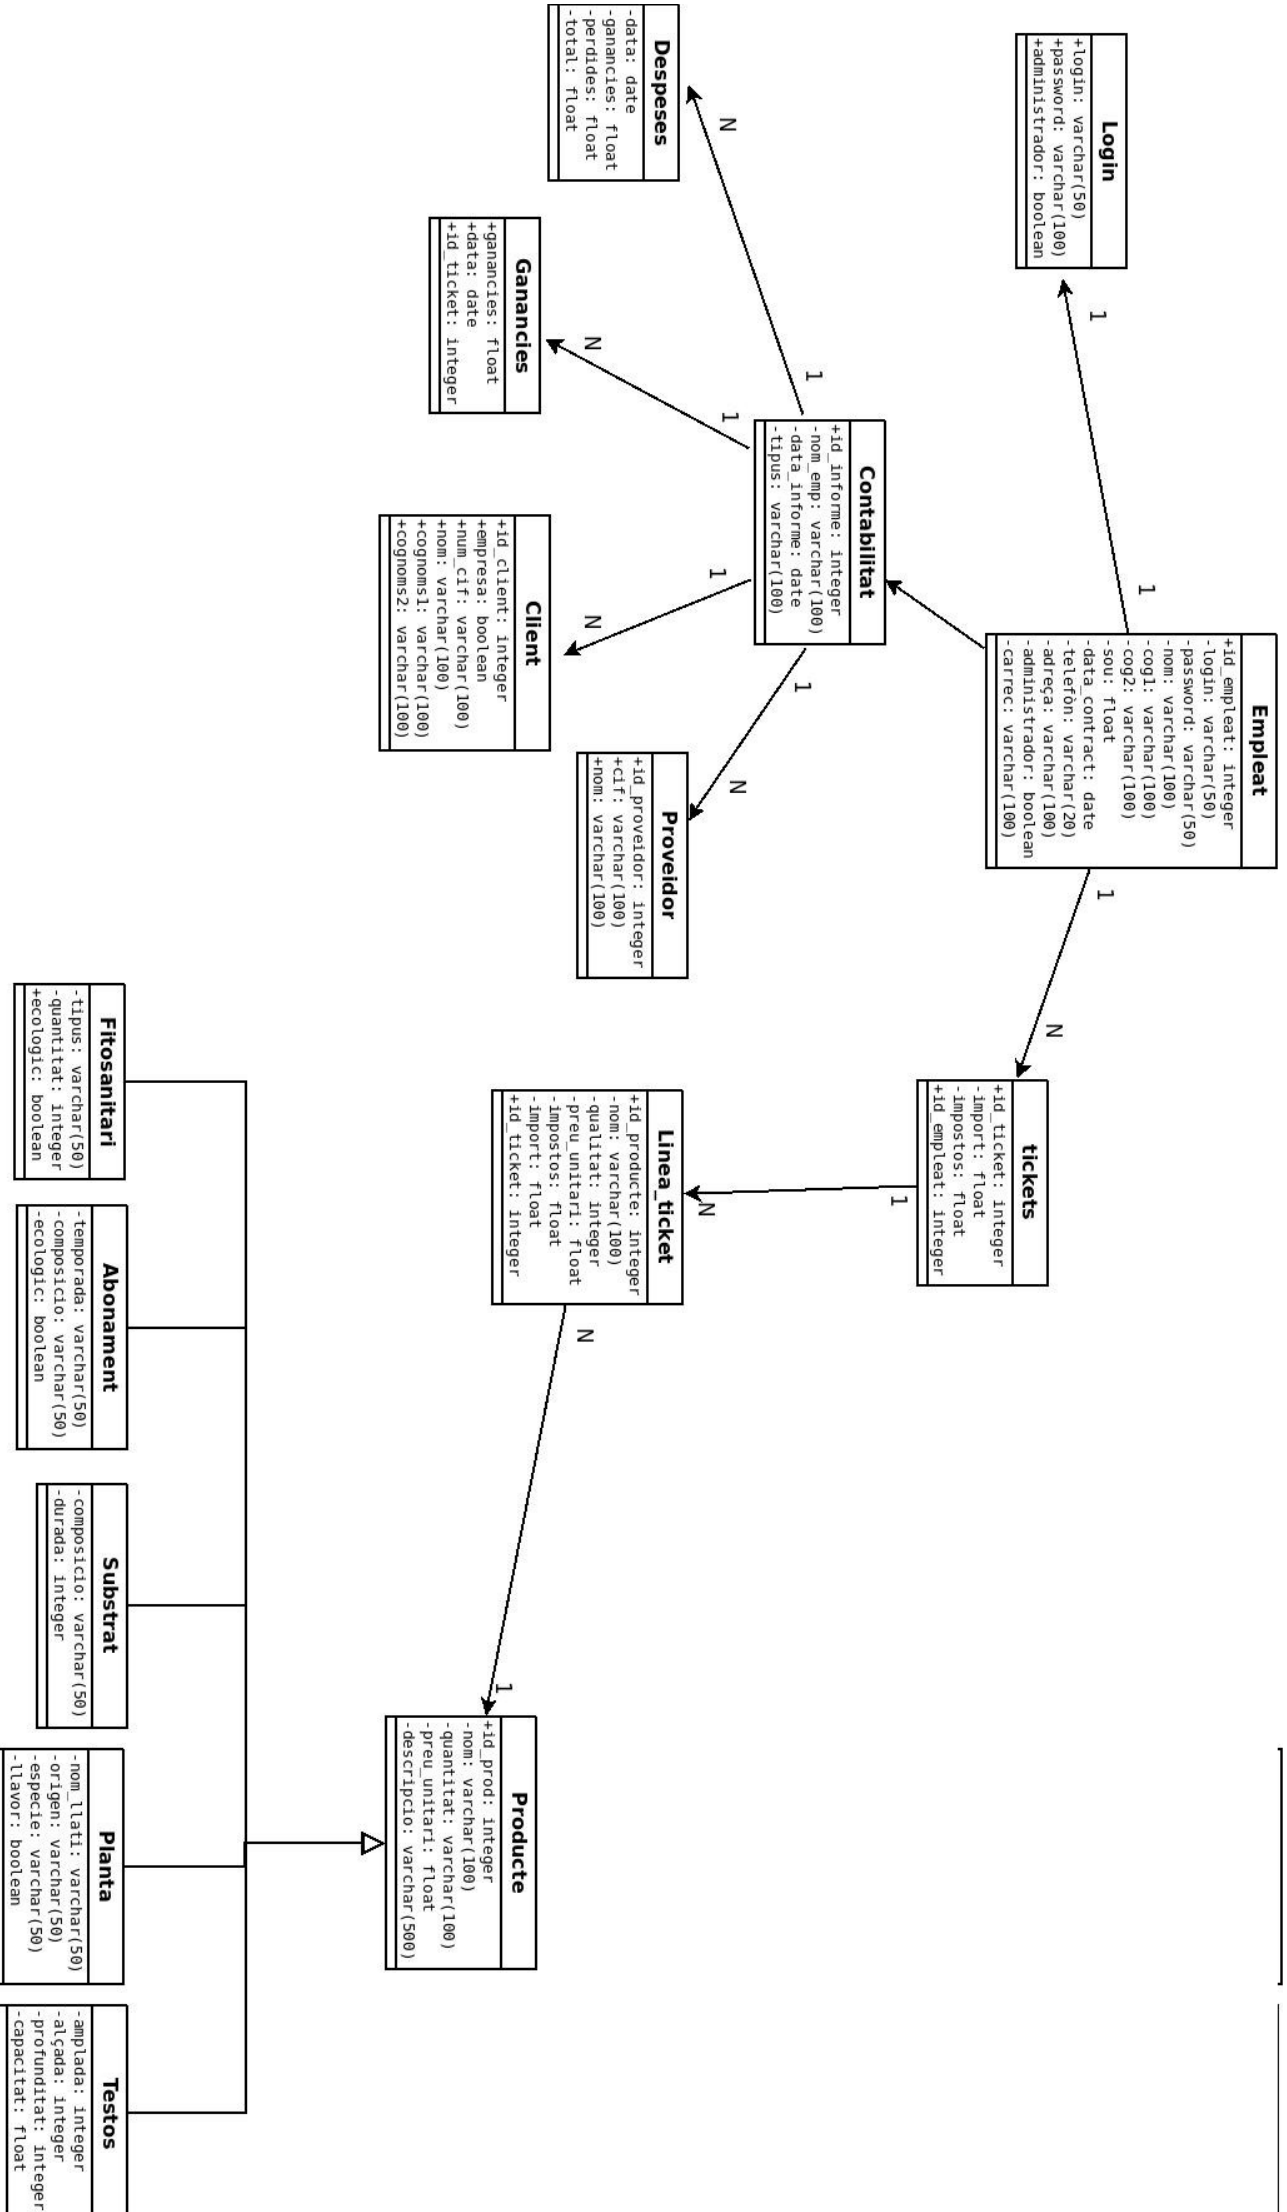 Empleat
+id_empleat: integer
-login: varchar(50)
-password: varchar(50)
-nom: varchar(100)
-cog1: varchar(100)
-cog2: varchar(100)
-sou: float
-data_contract: date
-telefòn: varchar(20)
-adreça: varchar(100)
-administrador: boolean
-carrec: varchar(100)
1
1
1
Login
+login: varchar(50)
+password: varchar(100)
+administrador: boolean
N
tickets
+id_ticket: integer
-import: float
-impostos: float
+id_empleat: integer
1
N
Contabilitat
+id_informe: integer
-nom_emp: varchar(100)
-data_informe: date
-tipus: varchar(100)
1
1
1
1
N
N
N
N
Despeses
-data: date
-ganancies: float
-perdides: float
-total: float
Ganancies
+ganancies: float
+data: date
+id_ticket: integer
Client
+id_client: integer
+empresa: boolean
+num_cif: varchar(100)
+nom: varchar(100)
+cognoms1: varchar(100)
+cognoms2: varchar(100)
Proveidor
+id_proveidor: integer
+cif: varchar(100)
+nom: varchar(100)
Linea_ticket
+id_producte: integer
-nom: varchar(100)
-qualitat: integer
-preu_unitari: float
-impostos: float
-import: float
+id_ticket: integer
N
1
Producte
+id_prod: integer
-nom: varchar(100)
-quantitat: varchar(100)
-preu_unitari: float
-descripcio: varchar(500)
Fitosanitari
-tipus: varchar(50)
-quantitat: integer
+ecologic: boolean
Abonament
-temporada: varchar(50)
-composicio: varchar(50)
-ecologic: boolean
Substrat
-composicio: varchar(50)
-durada: integer
Planta
-nom_llati: varchar(50)
-origen: varchar(50)
-especie: varchar(50)
-llavor: boolean
Testos
-amplada: integer
-alçada: integer
-profunditat: integer
-capacitat: float